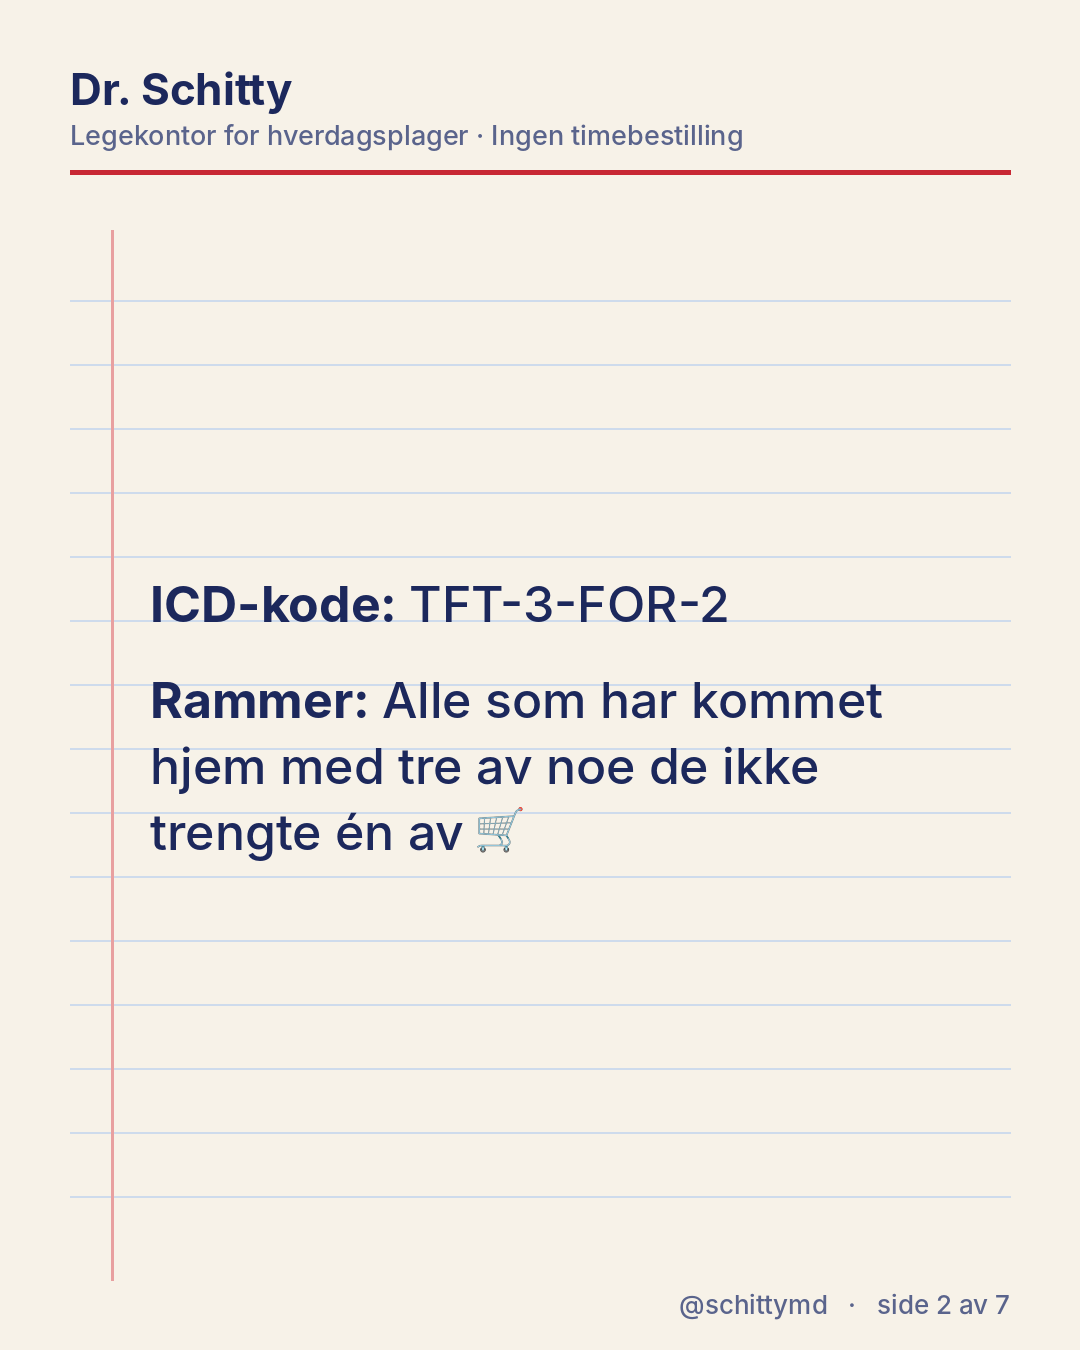 Dr. Schitty
Legekontor for hverdagsplager · Ingen timebestilling
ICD-kode: TFT-3-FOR-2
Rammer: Alle som har kommet
hjem med tre av noe de ikke
trengte én av 🛒
@schittymd · side 2 av 7